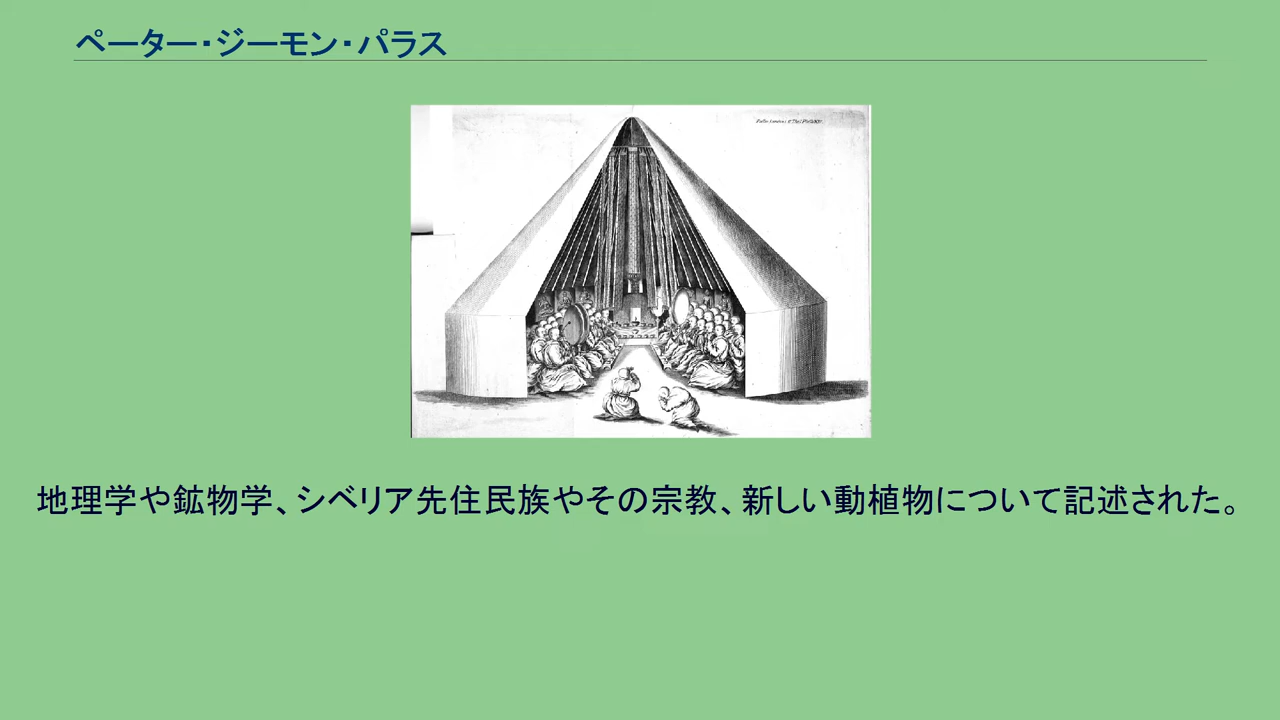 ペーター・ジーモン・パラス
地理学や鉱物学、シベリア先住民族やその宗教、新しい動植物について記述された。